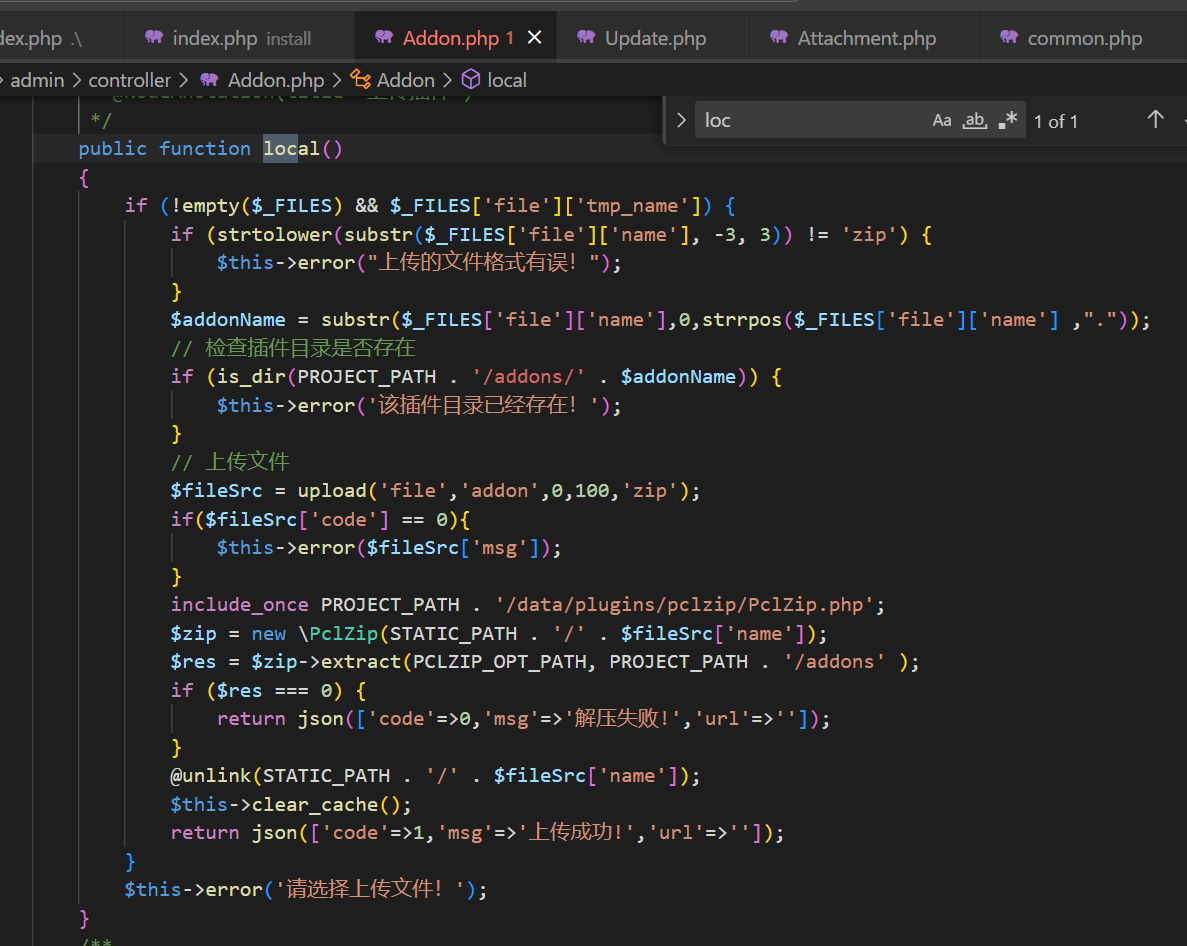 dex.php .\ index.php install Addon.php 1 Update.php Attachment.php common.php
admin > controller > Addon.php > Addon > local
loc Aa ab .* 1 of 1
*/
public function local()
{
if (!empty($_FILES) && $_FILES['file']['tmp_name']) {
if (strtolower(substr($_FILES['file']['name'], -3, 3)) != 'zip') {
$this->error("上传的文件格式有误！");
}
$addonName = substr($_FILES['file']['name'],0,strrpos($_FILES['file']['name'] ,"."));
// 检查插件目录是否存在
if (is_dir(PROJECT_PATH . '/addons/' . $addonName)) {
$this->error('该插件目录已经存在！');
}
// 上传文件
$fileSrc = upload('file','addon',0,100,'zip');
if($fileSrc['code'] == 0){
$this->error($fileSrc['msg']);
}
include_once PROJECT_PATH . '/data/plugins/pclzip/PclZip.php';
$zip = new \PclZip(STATIC_PATH . '/' . $fileSrc['name']);
$res = $zip->extract(PCLZIP_OPT_PATH, PROJECT_PATH . '/addons' );
if ($res === 0) {
return json(['code'=>0,'msg'=>'解压失败!','url'=>'']);
}
@unlink(STATIC_PATH . '/' . $fileSrc['name']);
$this->clear_cache();
return json(['code'=>1,'msg'=>'上传成功!','url'=>'']);
}
$this->error('请选择上传文件！');
}
/**